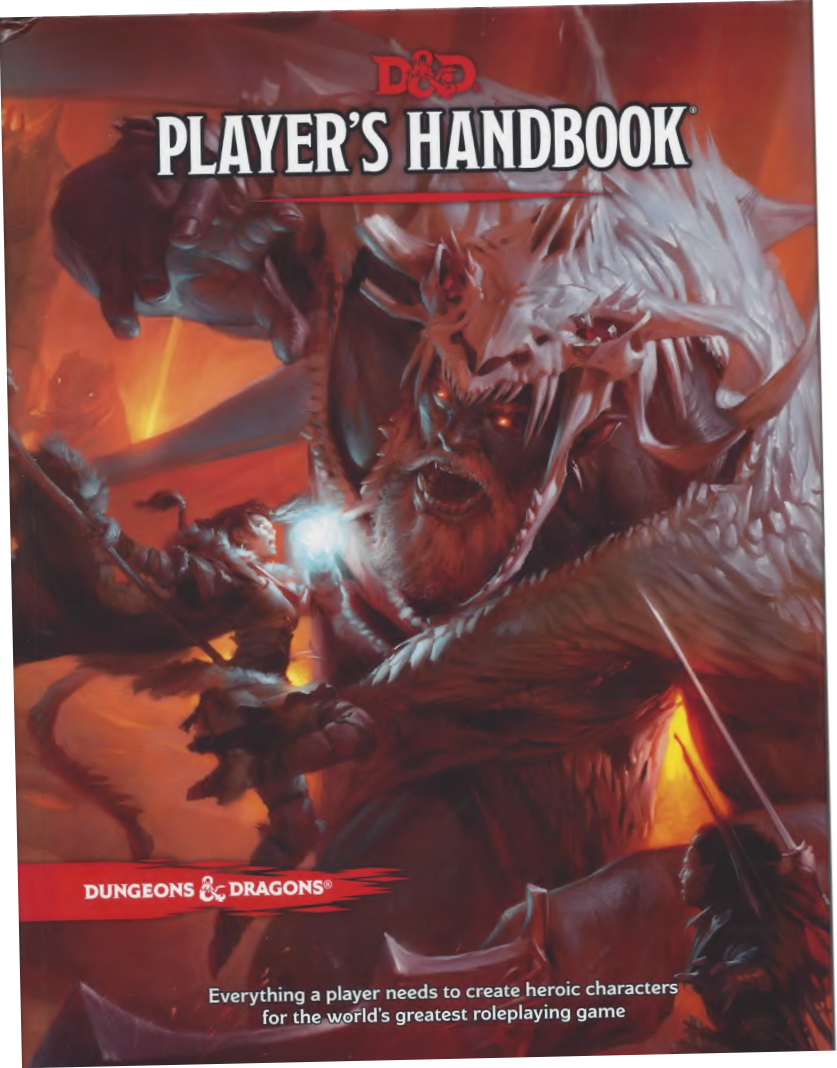 D&D
PLAYER'S HANDBOOK®
DUNGEONS & DRAGONS®
Everything a player needs to create heroic characters
for the world's greatest roleplaying game